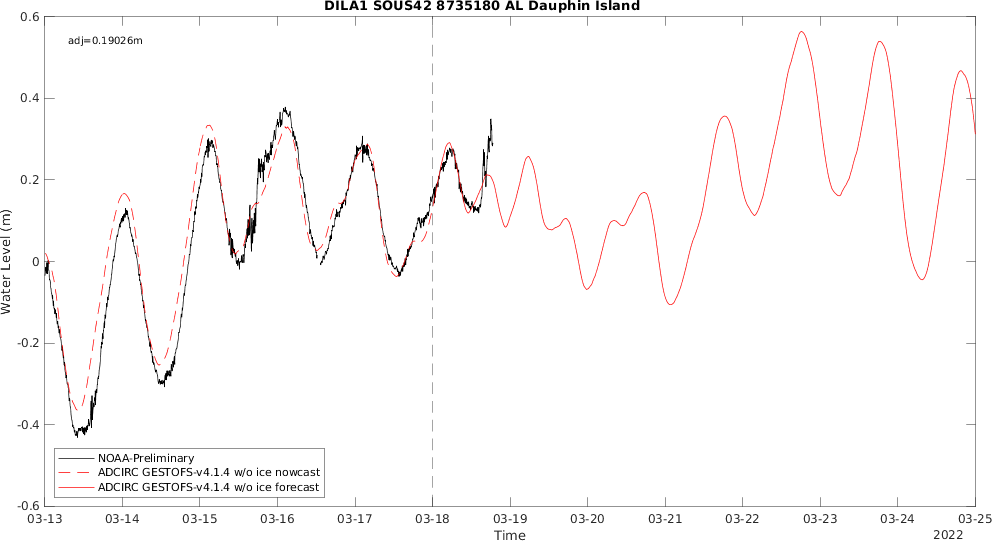 DILA1 SOUS42 8735180 AL Dauphin Island
adj=0.19026m
0.6
0.4
0.2
0
-0.2
-0.4
-0.6
Water Level (m)
NOAA-Preliminary
ADCIRC GESTOFS-v4.1.4 w/o ice nowcast
ADCIRC GESTOFS-v4.1.4 w/o ice forecast
03-13 03-14 03-15 03-16 03-17 03-18 03-19 03-20 03-21 03-22 03-23 03-24 03-25
Time
2022